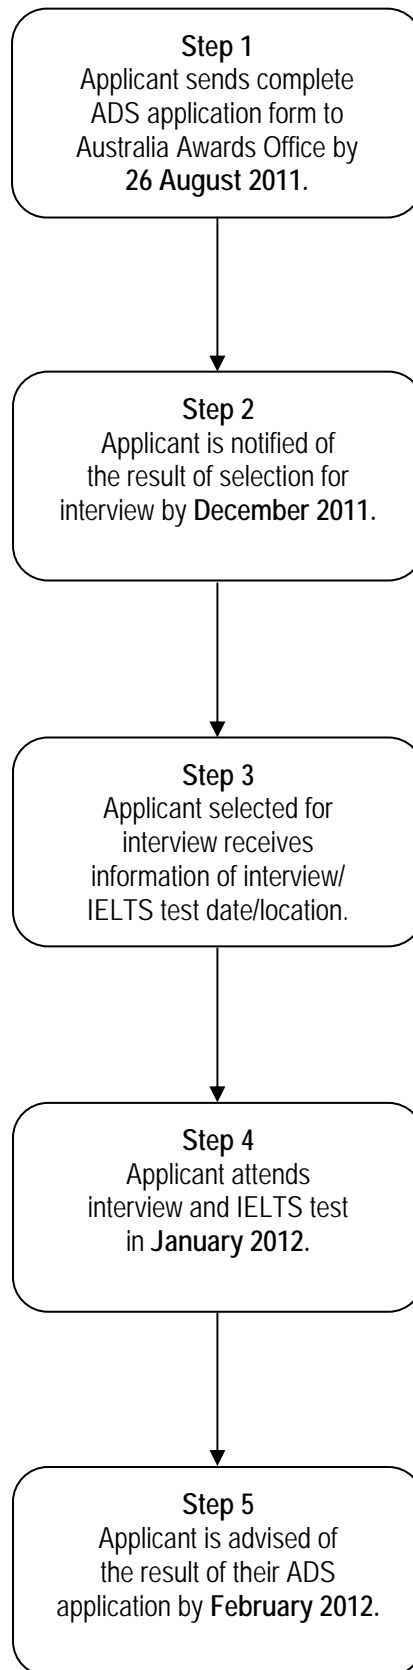 Step 1
Applicant sends complete
ADS application form to
Australia Awards Office by
26 August 2011.
Step 2
Applicant is notified of
the result of selection for
interview by December 2011.
Step 3
Applicant selected for
interview receives
information of interview/
IELTS test date/location.
Step 4
Applicant attends
interview and IELTS test
in January 2012.
Step 5
Applicant is advised of
the result of their ADS
application by February 2012.